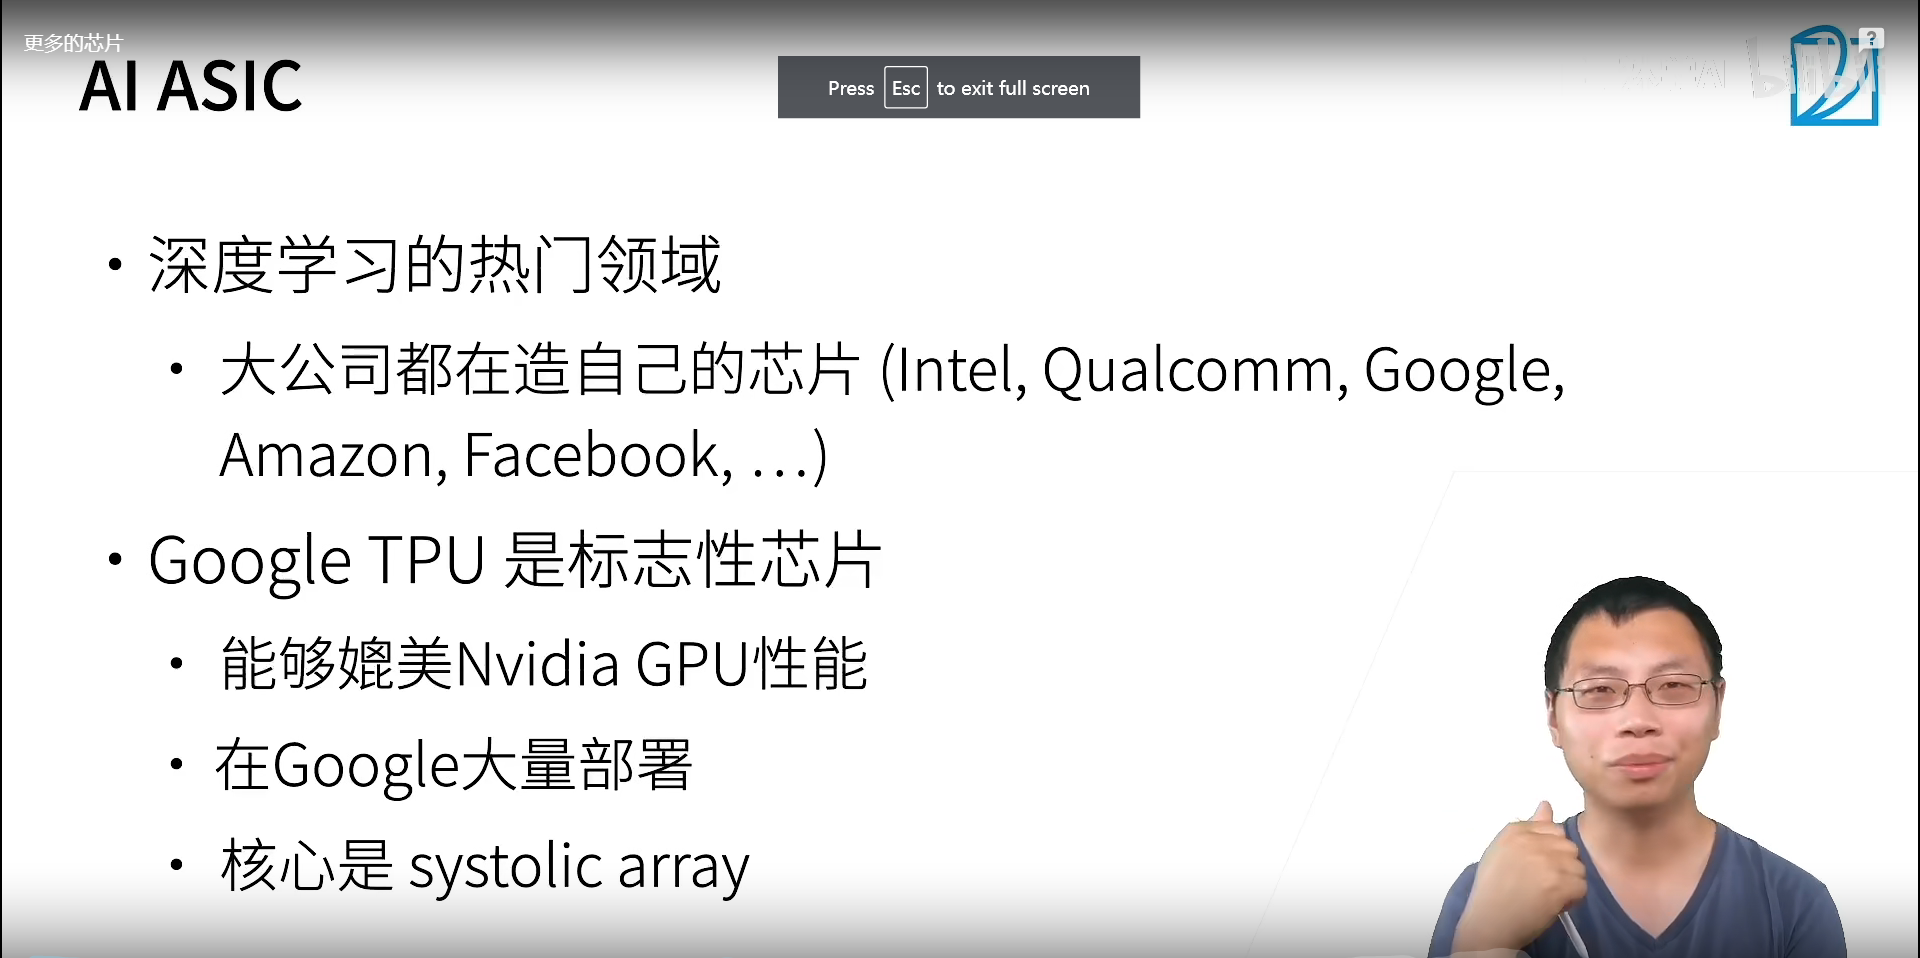 更多的芯片
AI ASIC
Press Esc to exit full screen
bilibili
?
• 深度学习的热门领域
• 大公司都在造自己的芯片 (Intel, Qualcomm, Google,
Amazon, Facebook, …)
• Google TPU 是标志性芯片
• 能够媲美Nvidia GPU性能
• 在Google大量部署
• 核心是 systolic array